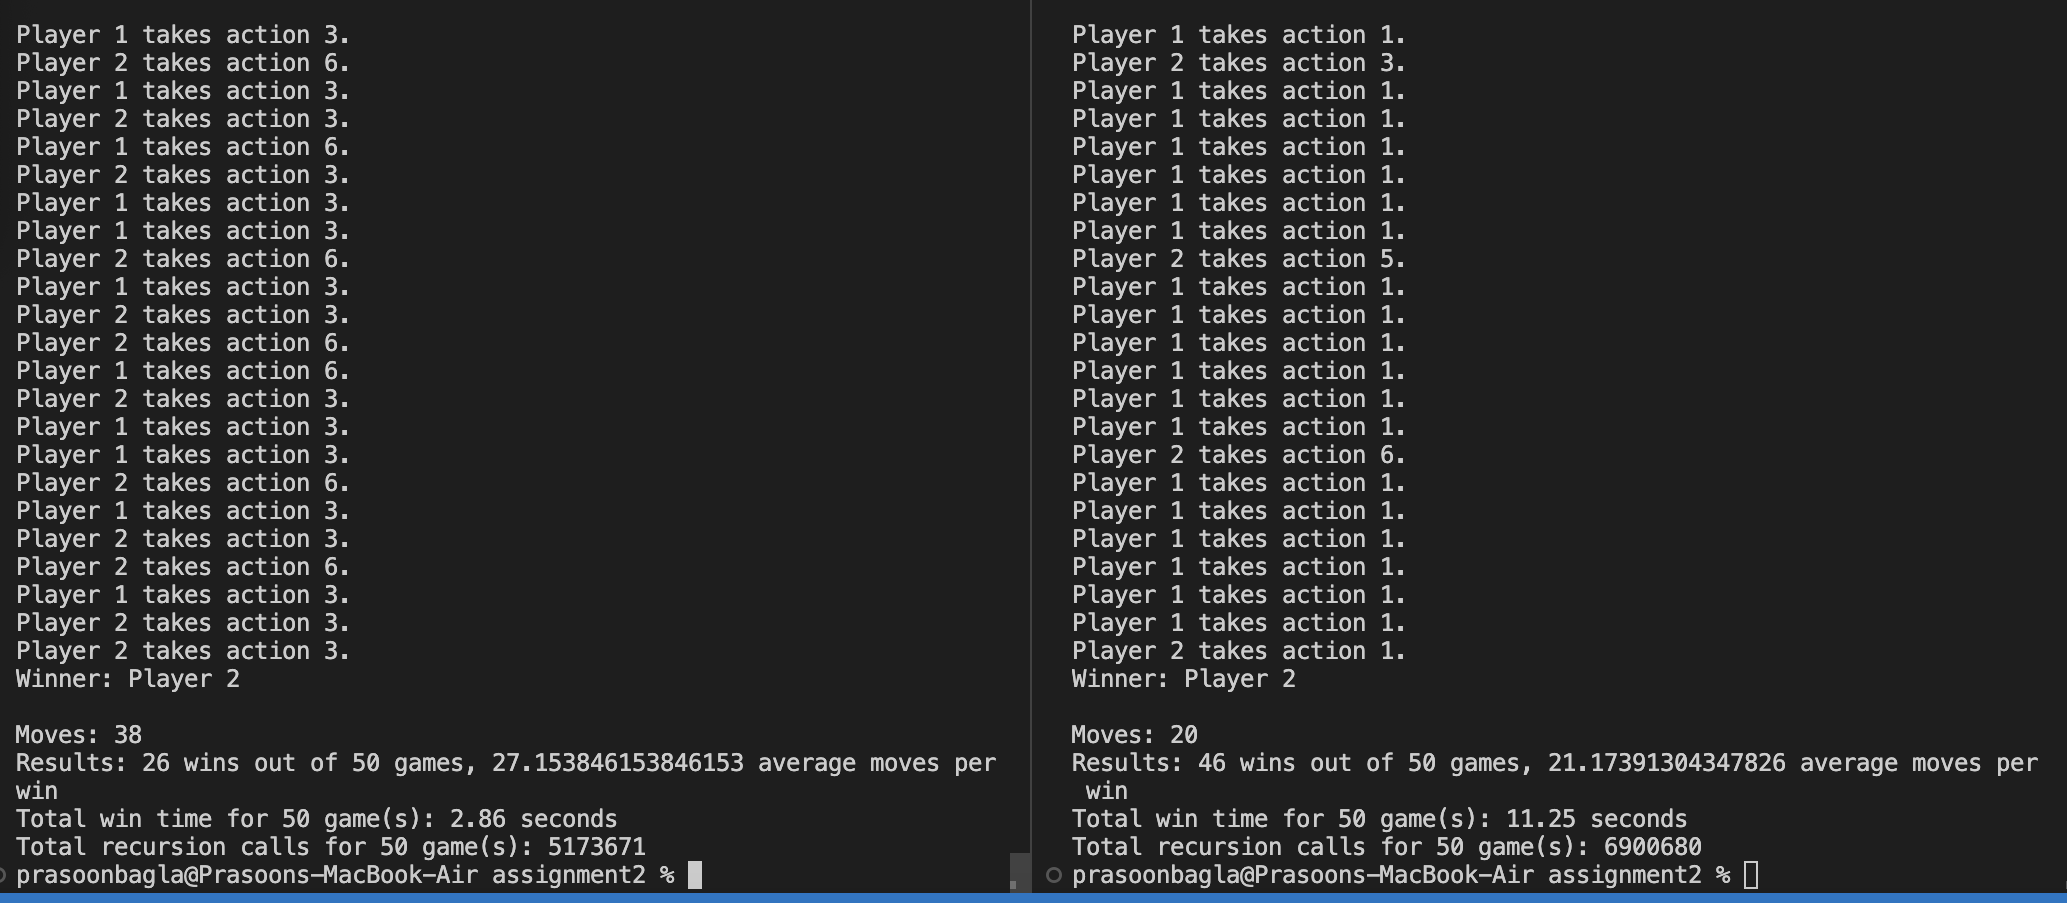 Player 1 takes action 3.
Player 2 takes action 6.
Player 1 takes action 3.
Player 2 takes action 3.
Player 1 takes action 6.
Player 2 takes action 3.
Player 1 takes action 3.
Player 1 takes action 3.
Player 2 takes action 6.
Player 1 takes action 3.
Player 2 takes action 3.
Player 2 takes action 6.
Player 1 takes action 6.
Player 2 takes action 3.
Player 1 takes action 3.
Player 1 takes action 3.
Player 2 takes action 6.
Player 1 takes action 3.
Player 2 takes action 3.
Player 2 takes action 6.
Player 1 takes action 3.
Player 2 takes action 3.
Player 2 takes action 3.
Winner: Player 2
Moves: 38
Results: 26 wins out of 50 games, 27.153846153846153 average moves per
win
Total win time for 50 game(s): 2.86 seconds
Total recursion calls for 50 game(s): 5173671
prasoonbagla@Prasoons-MacBook-Air assignment2 %
Player 1 takes action 1.
Player 2 takes action 3.
Player 1 takes action 1.
Player 1 takes action 1.
Player 1 takes action 1.
Player 1 takes action 1.
Player 1 takes action 1.
Player 1 takes action 1.
Player 2 takes action 5.
Player 1 takes action 1.
Player 1 takes action 1.
Player 1 takes action 1.
Player 1 takes action 1.
Player 1 takes action 1.
Player 1 takes action 1.
Player 2 takes action 6.
Player 1 takes action 1.
Player 1 takes action 1.
Player 1 takes action 1.
Player 1 takes action 1.
Player 1 takes action 1.
Player 1 takes action 1.
Player 2 takes action 1.
Winner: Player 2
Moves: 20
Results: 46 wins out of 50 games, 21.17391304347826 average moves per
win
Total win time for 50 game(s): 11.25 seconds
Total recursion calls for 50 game(s): 6900680
prasoonbagla@Prasoons-MacBook-Air assignment2 %